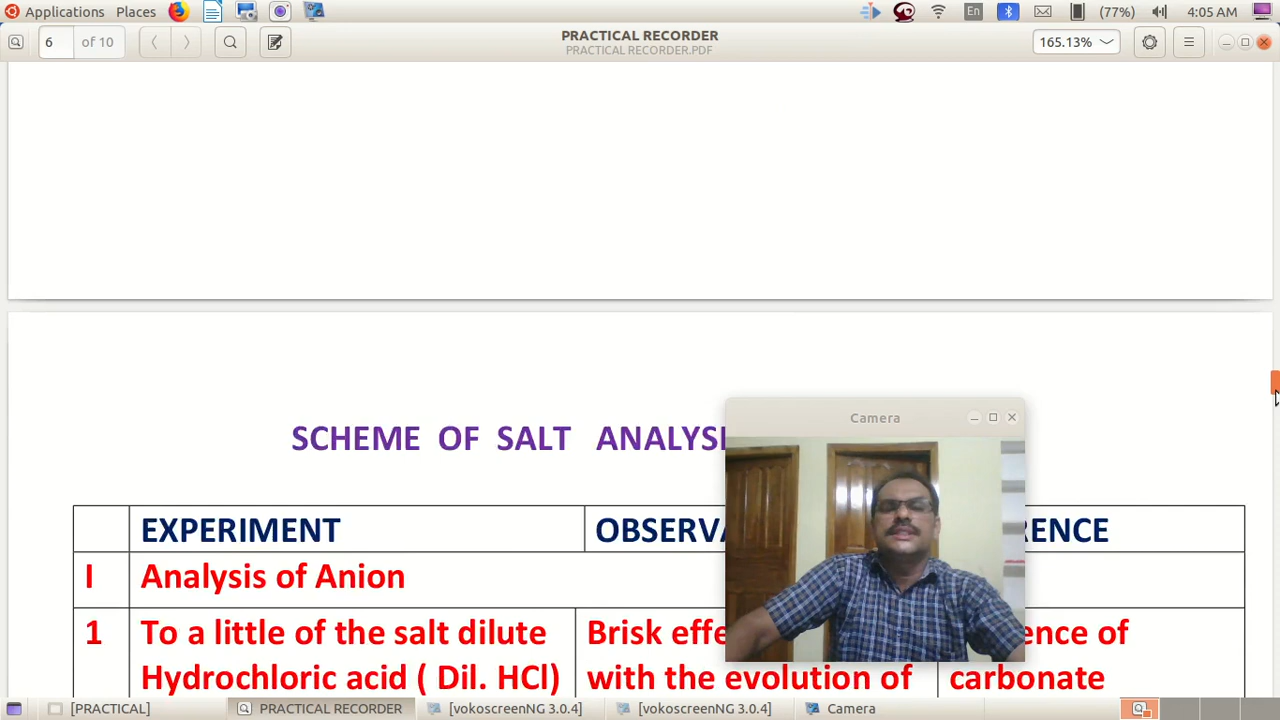 Applications Places En (77%) 4:05 AM
6 of 10 PRACTICAL RECORDER 165.13%
PRACTICAL RECORDER.PDF
SCHEME OF SALT ANALYS
Camera
EXPERIMENT OBSERVA RENCE
I Analysis of Anion
1 To a little of the salt dilute Brisk effe ence of
Hydrochloric acid ( Dil. HCl) with the evolution of carbonate
[PRACTICAL] PRACTICAL RECORDER [vokoscreenNG 3.0.4] [vokoscreenNG 3.0.4] Camera